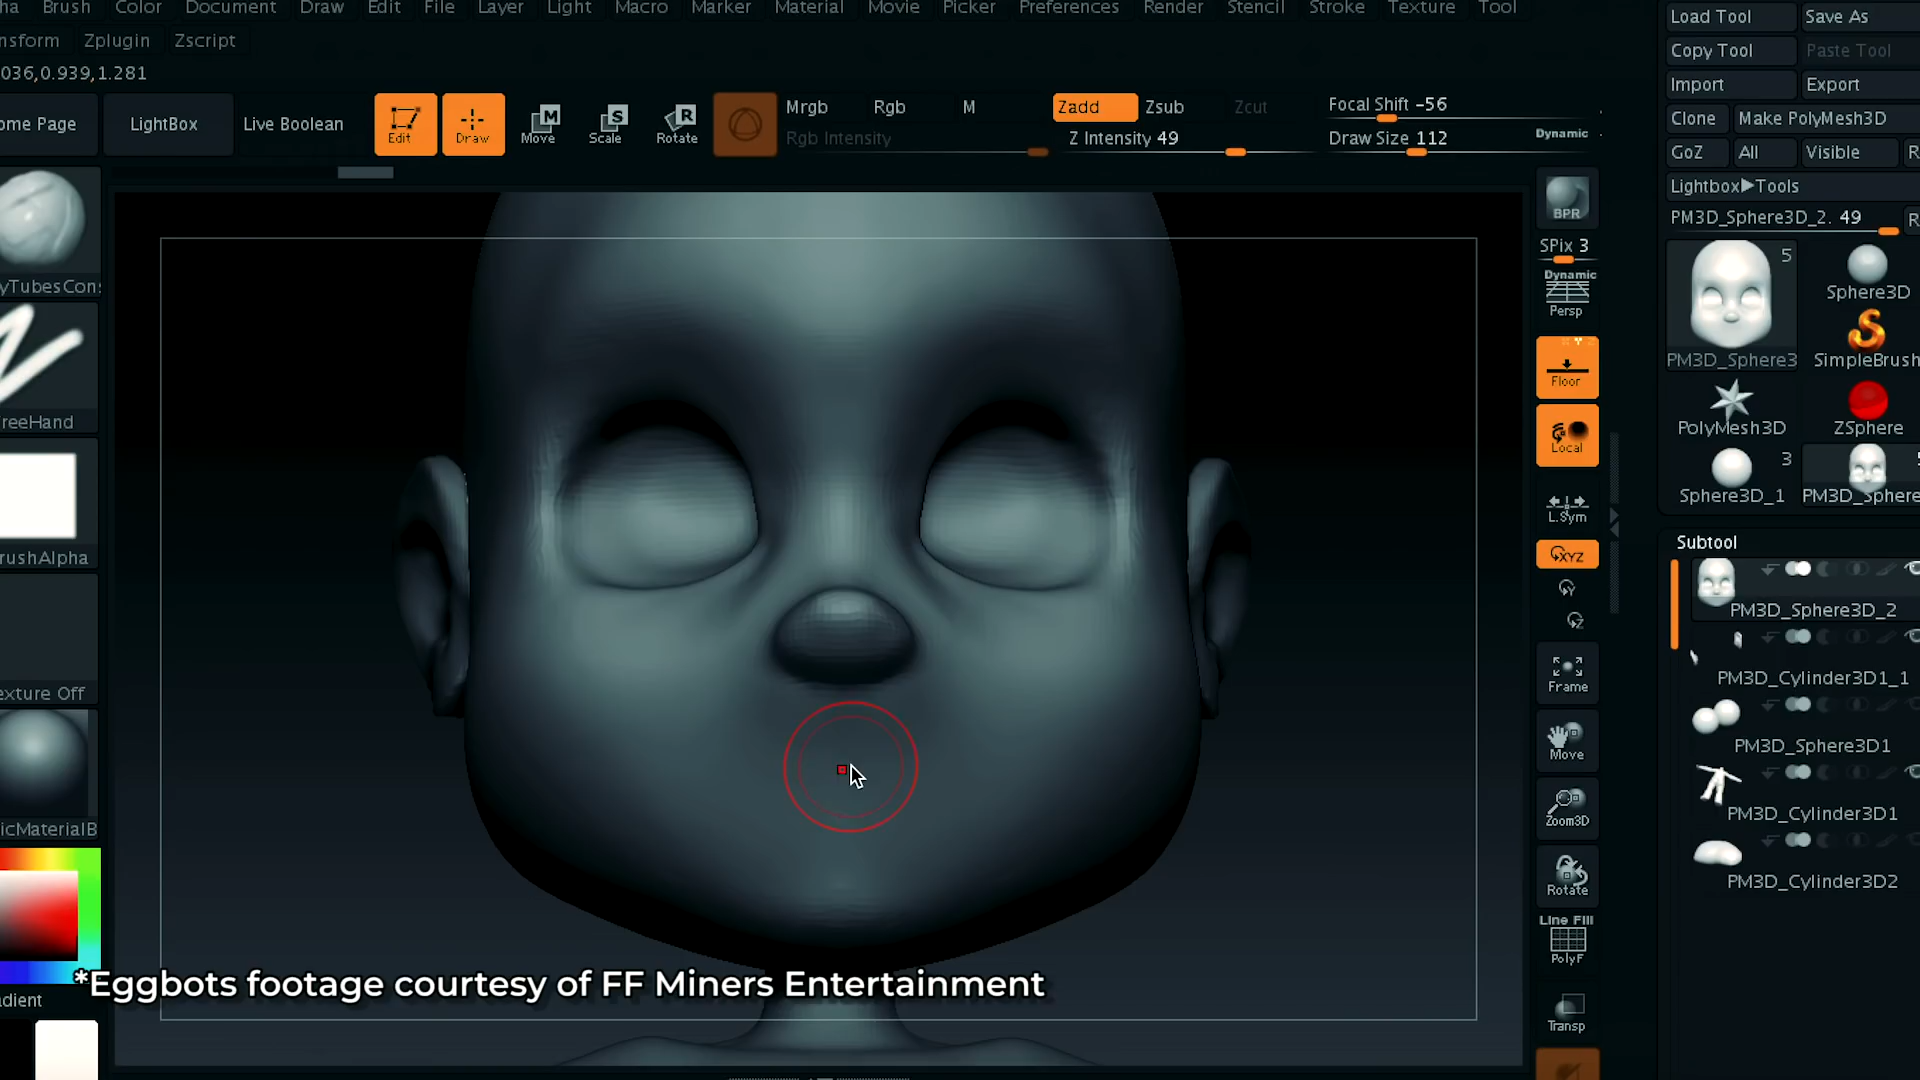 ha Brush Color Document Draw Edit File Layer Light Macro Marker Material Movie Picker Preferences Render Stencil Stroke Texture Tool
nsform Zplugin Zscript
036,0.939,1.281
ome Page LightBox Live Boolean
Edit Draw Move Scale Rotate
M S R
Mrgb Rgb M
Rgb Intensity
Zadd Zsub Zcut
Z Intensity 49
Focal Shift -56
Draw Size 112
Dynamic
yTubesCons
reeHand
rushAlpha
exture Off
icMaterialB
adient
BPR
SPix 3
Dynamic
Persp
Floor
Local
L.Sym
XYZ
Y
Z
Frame
Move
Zoom3D
Rotate
Line Fill
PolyF
Transp
Load Tool Save As
Copy Tool Paste Tool
Import Export
Clone Make PolyMesh3D
GoZ All Visible R
Lightbox▶Tools
PM3D_Sphere3D_2. 49 R
5
PM3D_Sphere3
Sphere3D
SimpleBrush
PolyMesh3D
ZSphere
3
Sphere3D_1
5
PM3D_Sphere
Subtool
PM3D_Sphere3D_2
PM3D_Cylinder3D1_1
PM3D_Sphere3D1
PM3D_Cylinder3D1
PM3D_Cylinder3D2
*Eggbots footage courtesy of FF Miners Entertainment